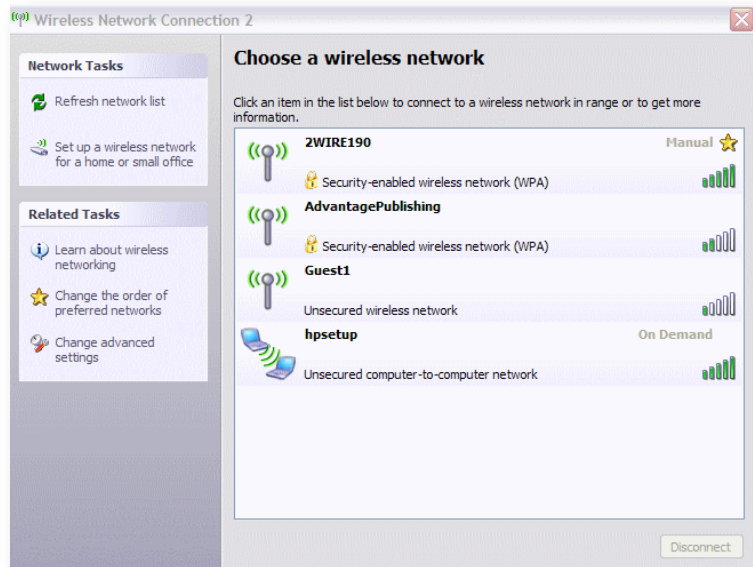 Wireless Network Connection 2
Network Tasks
Refresh network list
Set up a wireless network
for a home or small office
Related Tasks
Learn about wireless
networking
Change the order of
preferred networks
Change advanced
settings
Choose a wireless network
Click an item in the list below to connect to a wireless network in range or to get more
information.
2WIRE190 Manual
Security-enabled wireless network (WPA)
AdvantagePublishing
Security-enabled wireless network (WPA)
Guest1
Unsecured wireless network
hpsetup On Demand
Unsecured computer-to-computer network
Disconnect